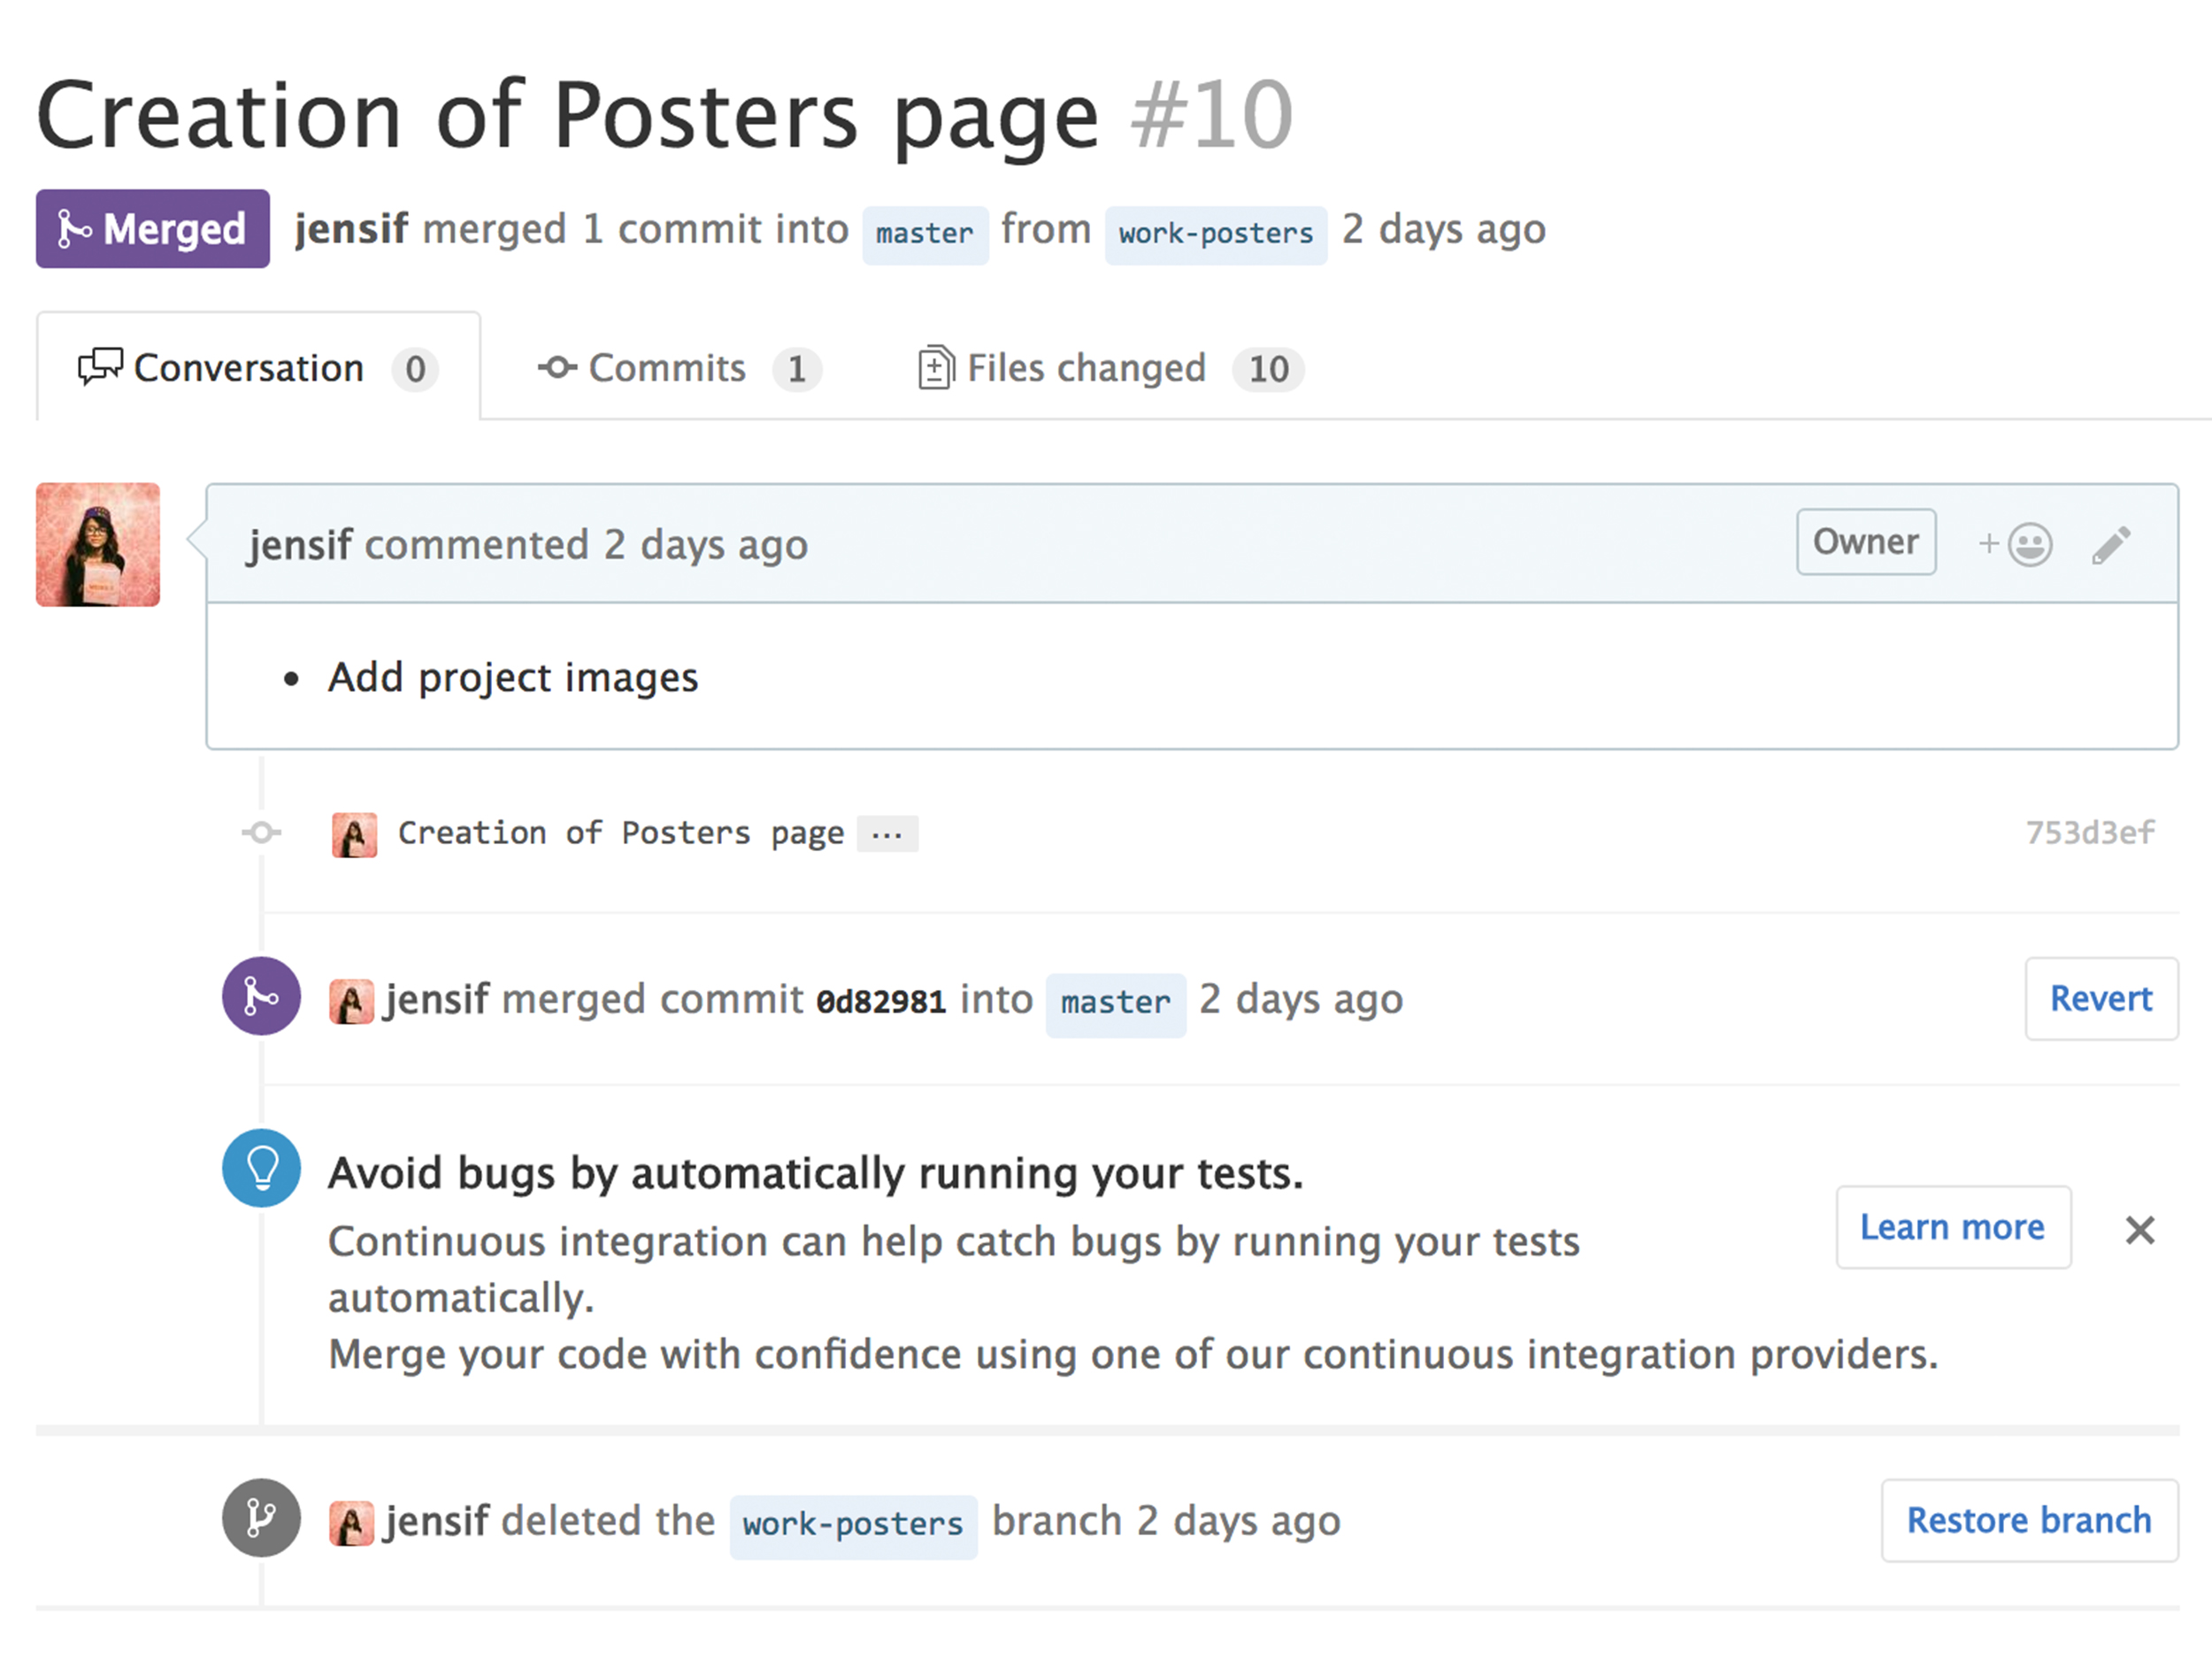 Creation of Posters page #10
Merged jensif merged 1 commit into master from work-posters 2 days ago
Conversation 0 Commits 1 Files changed 10
jensif commented 2 days ago Owner +
• Add project images
Creation of Posters page ... 753d3ef
jensif merged commit 0d82981 into master 2 days ago Revert
Avoid bugs by automatically running your tests.
Continuous integration can help catch bugs by running your tests Learn more
automatically.
Merge your code with confidence using one of our continuous integration providers.
jensif deleted the work-posters branch 2 days ago Restore branch